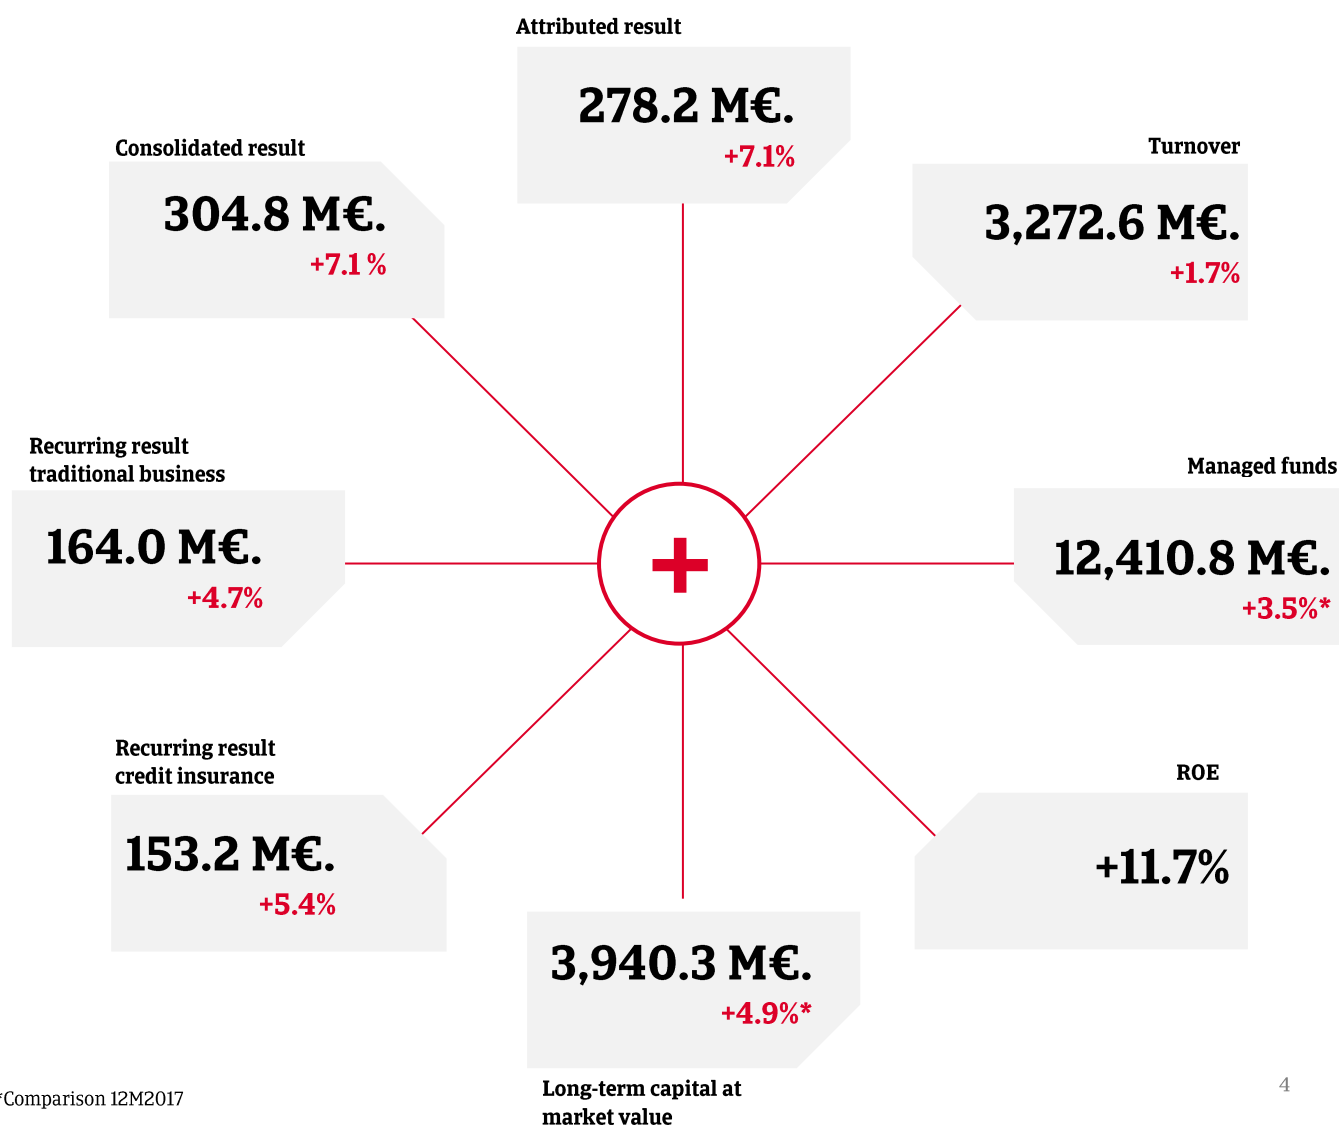 Attributed result
278.2 M€.
+7.1%
Consolidated result
304.8 M€.
+7.1 %
Turnover
3,272.6 M€.
+1.7%
Recurring result
traditional business
164.0 M€.
+4.7%
Managed funds
12,410.8 M€.
+3.5%*
Recurring result
credit insurance
153.2 M€.
+5.4%
ROE
+11.7%
3,940.3 M€.
+4.9%*
Long-term capital at
market value
*Comparison 12M2017
4